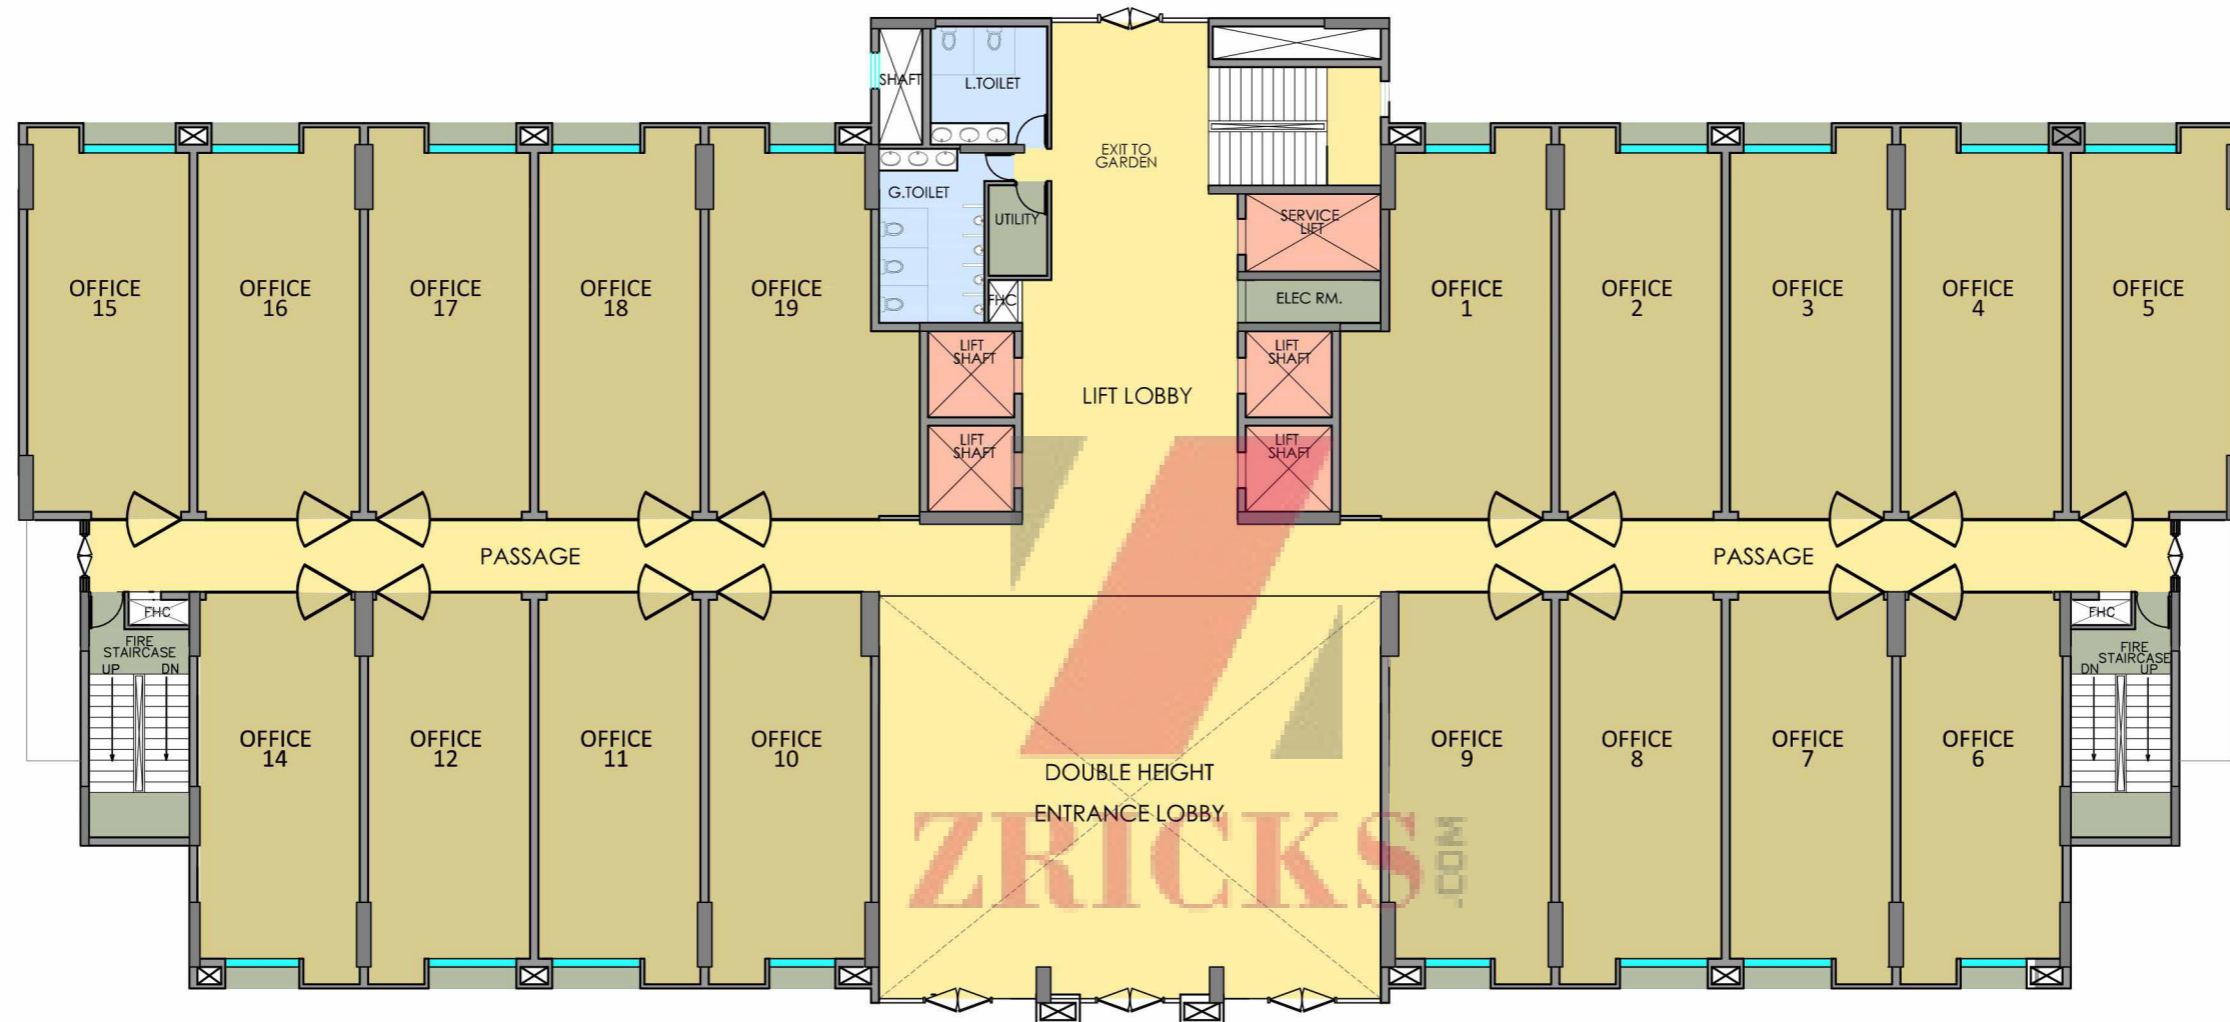 SHAFT
L.TOILET
EXIT TO
GARDEN
G.TOILET
UTILITY
SERVICE
LIFT
FHC
ELEC RM.
OFFICE
15
OFFICE
16
OFFICE
17
OFFICE
18
OFFICE
19
OFFICE
1
OFFICE
2
OFFICE
3
OFFICE
4
OFFICE
5
LIFT
SHAFT
LIFT
SHAFT
LIFT LOBBY
LIFT
SHAFT
LIFT
SHAFT
PASSAGE
PASSAGE
FHC
FIRE
STAIRCASE
UP DN
FHC
FIRE
STAIRCASE
DN UP
OFFICE
14
OFFICE
12
OFFICE
11
OFFICE
10
OFFICE
9
OFFICE
8
OFFICE
7
OFFICE
6
DOUBLE HEIGHT
ENTRANCE LOBBY
ZRICKS
.COM